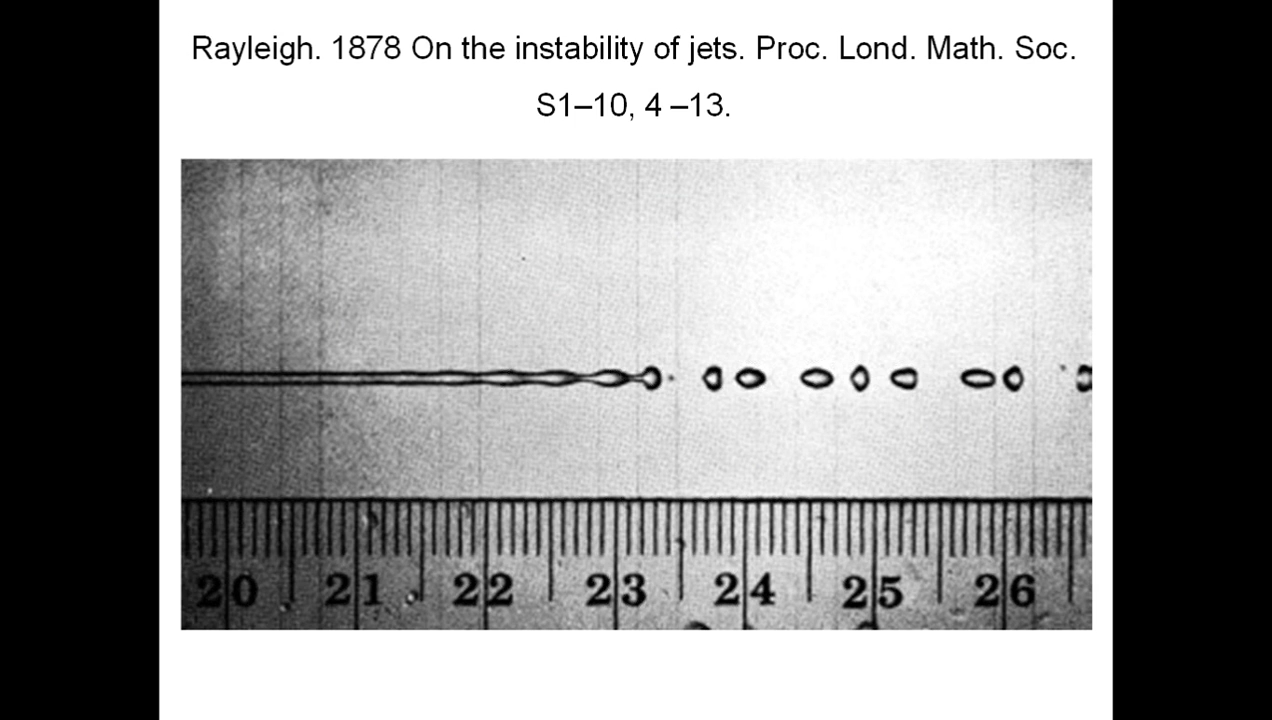 Rayleigh. 1878 On the instability of jets. Proc. Lond. Math. Soc.
S1–10, 4 –13.
20 21 22 23 24 25 26